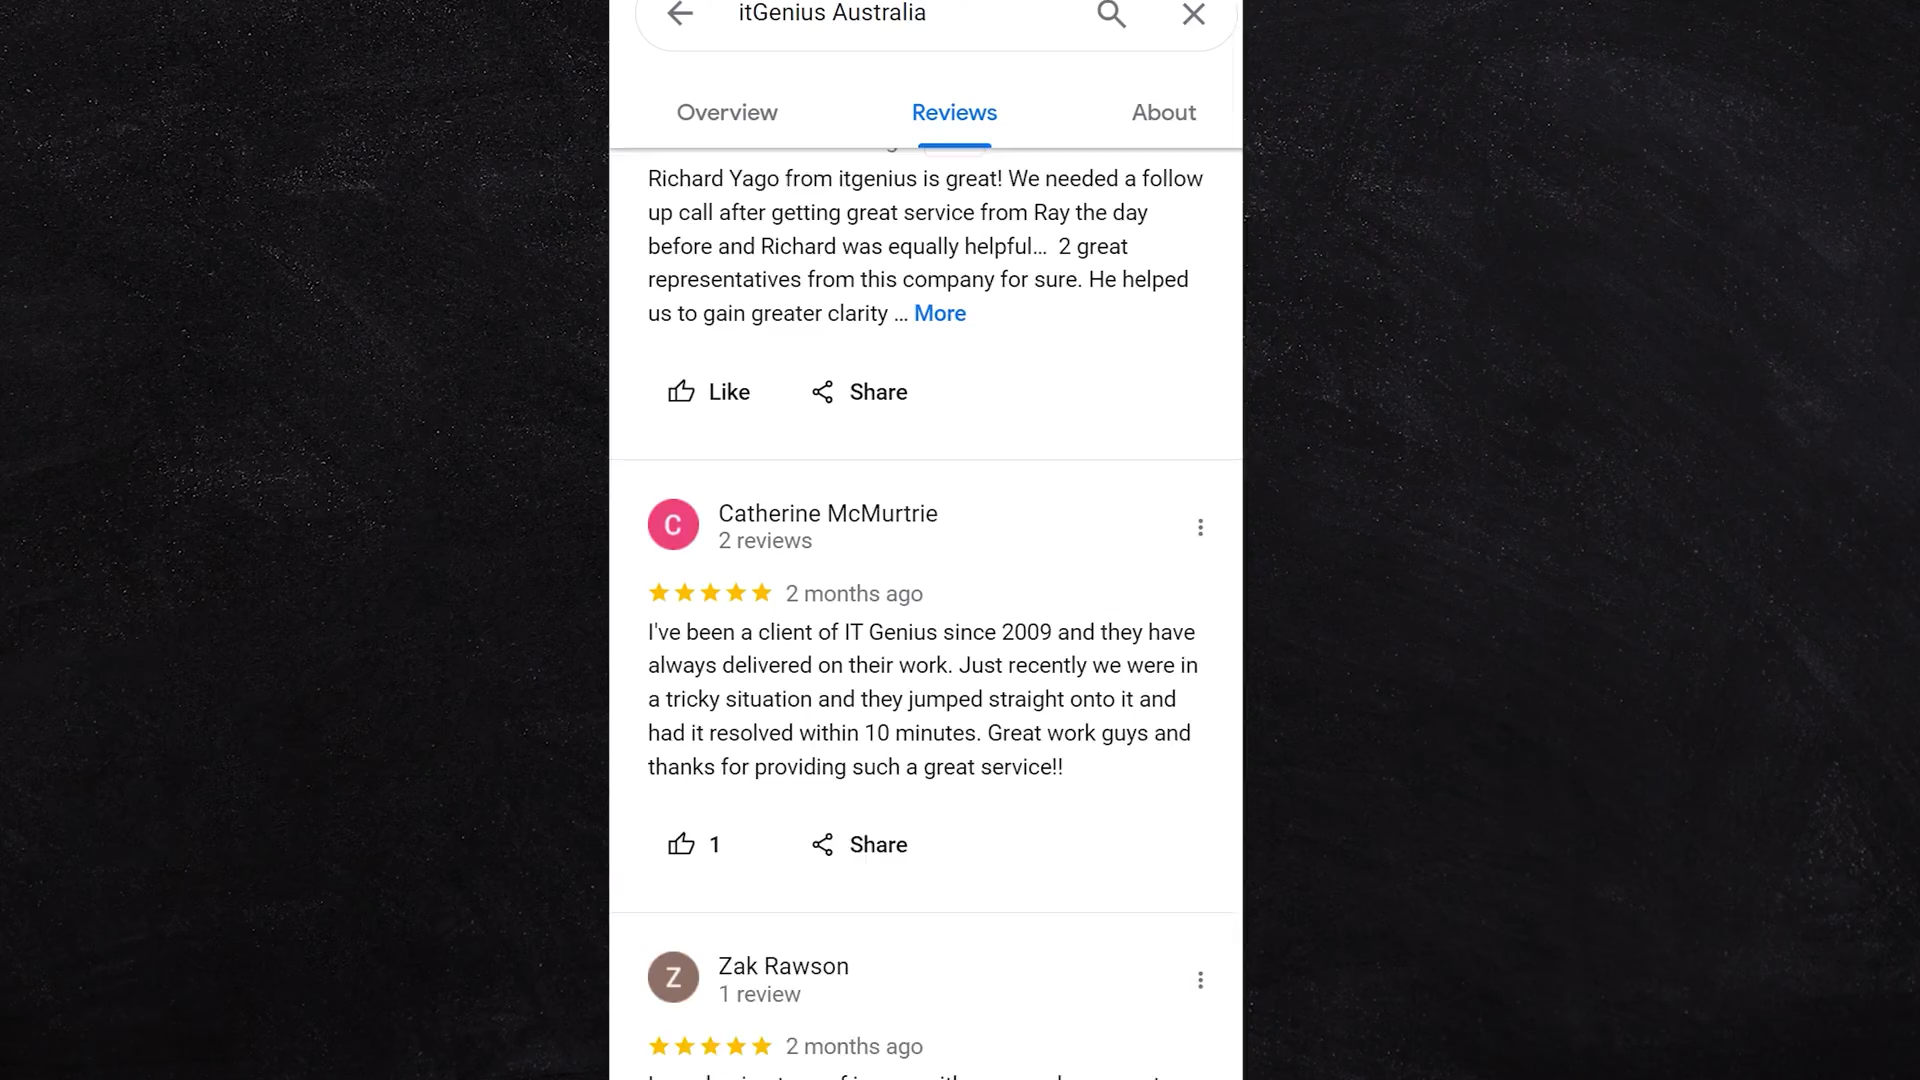 itGenius Australia
Overview
Reviews
About
Richard Yago from itgenius is great! We needed a follow
up call after getting great service from Ray the day
before and Richard was equally helpful...  2 great
representatives from this company for sure. He helped
us to gain greater clarity ... More
Like
Share
C
Catherine McMurtrie
2 reviews
2 months ago
I've been a client of IT Genius since 2009 and they have
always delivered on their work. Just recently we were in
a tricky situation and they jumped straight onto it and
had it resolved within 10 minutes. Great work guys and
thanks for providing such a great service!!
1
Share
Z
Zak Rawson
1 review
2 months ago